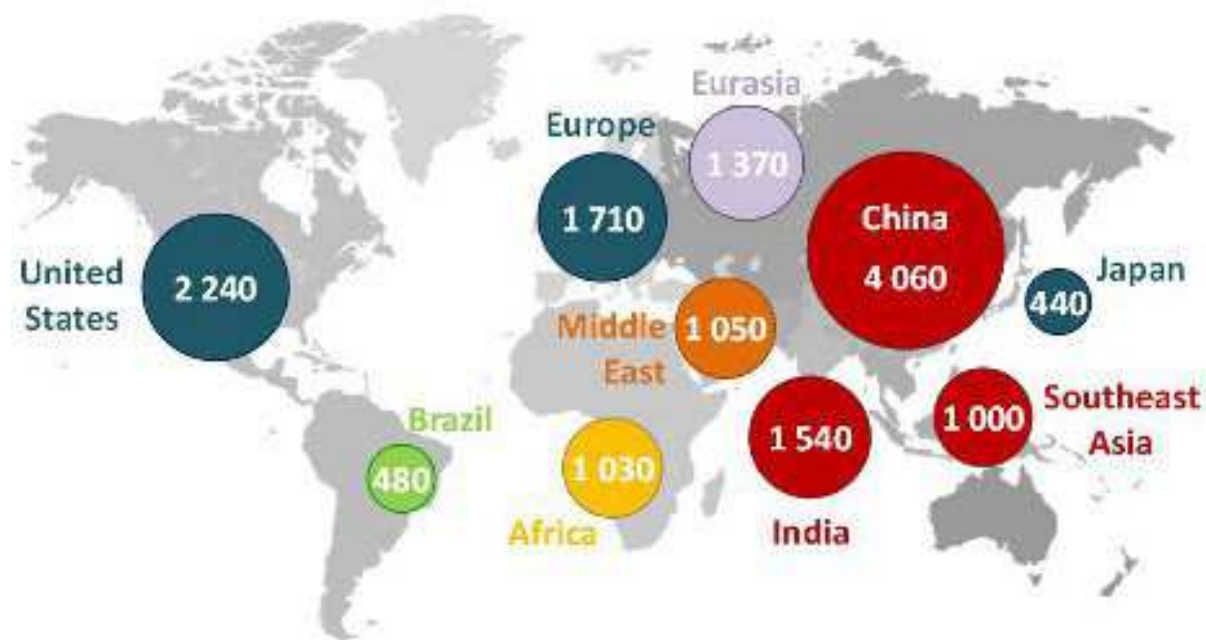 Eurasia
1 370
Europe
1 710
China
4 060
United
States
2 240
Japan
440
Middle
East
1 050
Brazil
480
Africa
1 030
India
1 540
Southeast
Asia
1 000